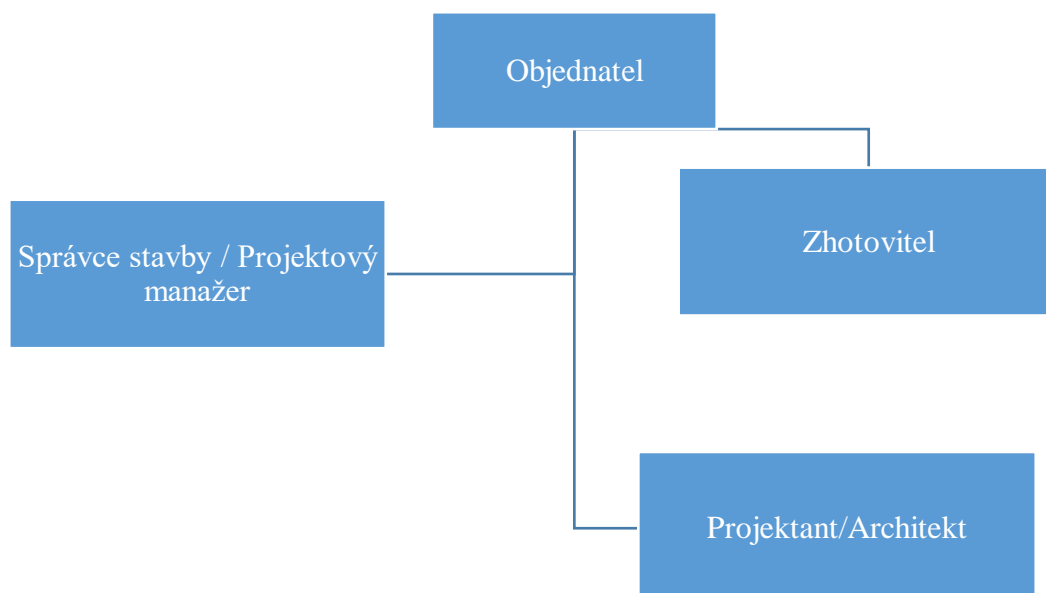 Objednatel
Zhotovitel
Správce stavby / Projektový
manažer
Projektant/Architekt